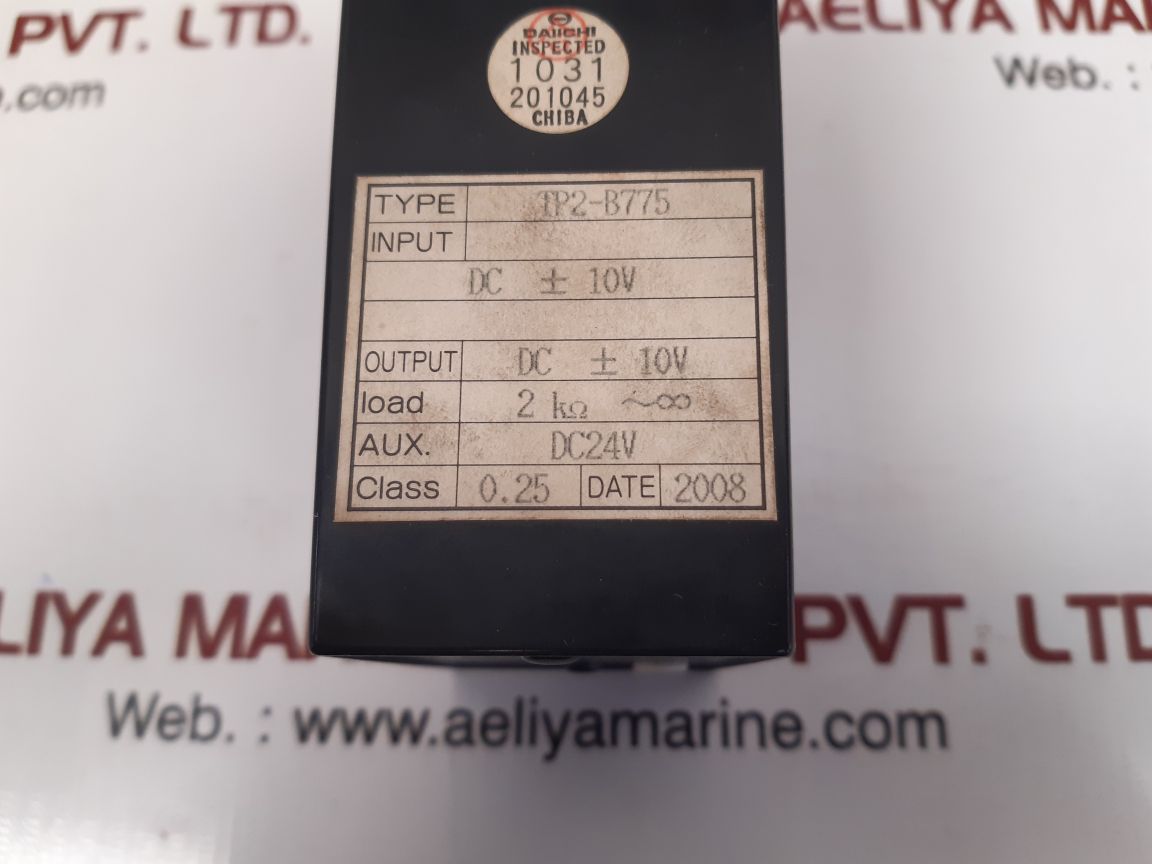 PVT. LTD.
AELIYA MA
e.com
Web. :
DAIICHI
INSPECTED
1031
201045
CHIBA
TYPE TP2-B775
INPUT
DC ± 10V
OUTPUT DC ± 10V
load 2 kΩ ~∞
AUX. DC24V
Class 0.25 DATE 2008
LIYA MA PVT. LTD
Web. : www.aeliyamarine.com